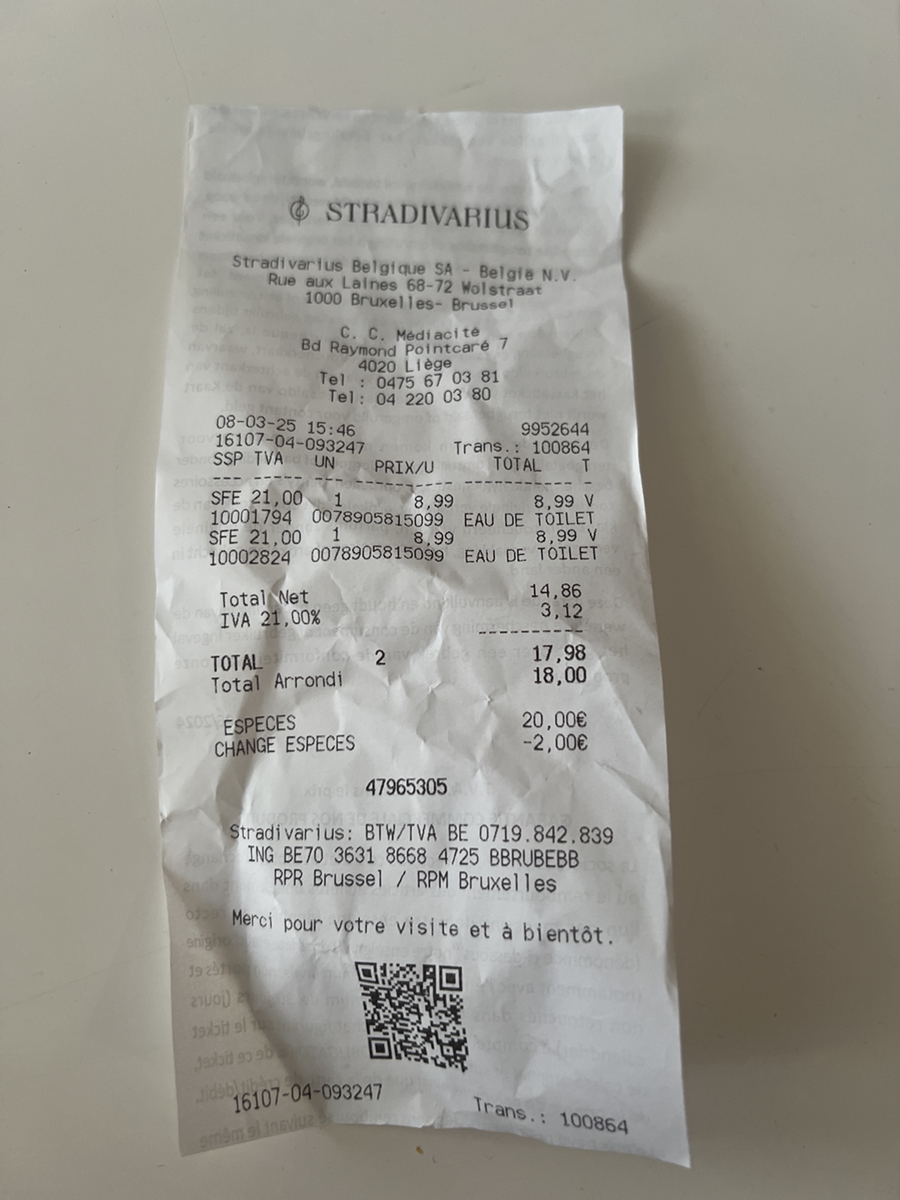 STRADIVARIUS
Stradivarius Belgique SA - België N.V.
Rue aux Laines 68-72 Wolstraat
1000 Bruxelles- Brussel
C. C. Médiacité
Bd Raymond Pointcaré 7
4020 Liège
Tel : 0475 67 03 81
Tel: 04 220 03 80
08-03-25 15:46 9952644
16107-04-093247 Trans.: 100864
SSP TVA UN PRIX/U TOTAL T
SFE 21,00 1 8,99 8,99 V
10001794 0078905815099 EAU DE TOILET
SFE 21,00 1 8,99 8,99 V
10002824 0078905815099 EAU DE TOILET
Total Net 14,86
IVA 21,00% 3,12
TOTAL 2 17,98
Total Arrondi 18,00
ESPECES 20,00€
CHANGE ESPECES -2,00€
47965305
Stradivarius: BTW/TVA BE 0719.842.839
ING BE70 3631 8668 4725 BBRUBEBB
RPR Brussel / RPM Bruxelles
Merci pour votre visite et à bientôt.
16107-04-093247 Trans.: 100864